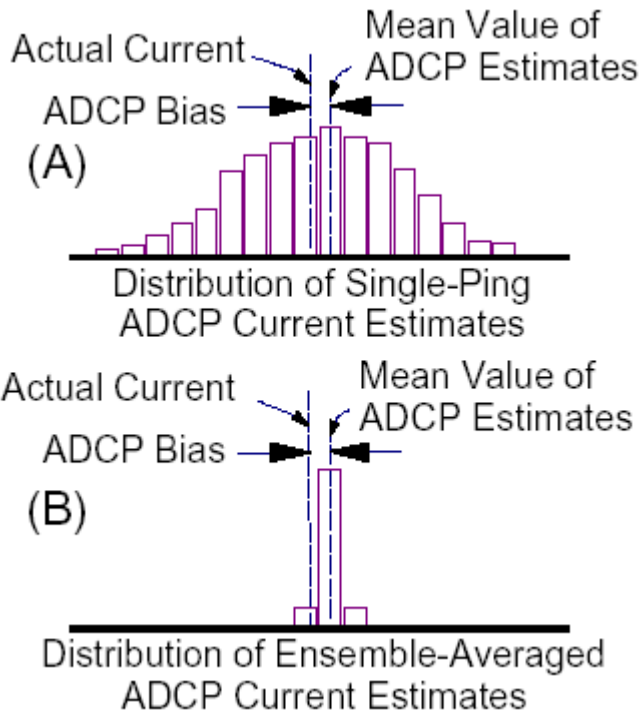 Actual Current
Mean Value of
ADCP Estimates
ADCP Bias
(A)
Distribution of Single-Ping
ADCP Current Estimates
Actual Current
Mean Value of
ADCP Estimates
ADCP Bias
(B)
Distribution of Ensemble-Averaged
ADCP Current Estimates